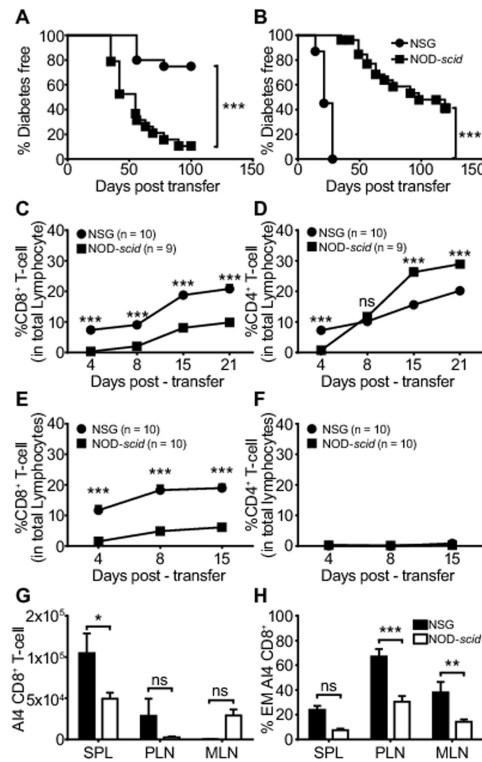 A
B
% Diabetes free
100
80
60
40
20
0
0 50 100 150
Days post transfer
***
% Diabetes free
100
80
60
40
20
0
0 50 100 150
Days post transfer
NSG
NOD-scid
***
C
D
%CD8+ T-cell
(in total Lymphocyte)
40
30
20
10
0
NSG (n = 10)
NOD-scid (n = 9)
*** *** *** ***
4 8 15 21
Days post - transfer
%CD4+ T-cell
(in total Lymphocyte)
40
30
20
10
0
NSG (n = 10)
NOD-scid (n = 9)
*** ns *** ***
4 8 15 21
Days post - transfer
E
F
%CD8+ T-cell
(in total Lymphocytes)
40
30
20
10
0
NSG (n = 10)
NOD-scid (n = 10)
*** *** ***
4 8 15
Days post - transfer
%CD4+ T-cell
(in total Lymphocytes)
40
30
20
10
0
NSG (n = 10)
NOD-scid (n = 10)
4 8 15
Days post - transfer
G
H
AI4 CD8+ T-cell
2x10⁵
1x10⁵
5x10⁴
0
* ns ns
SPL PLN MLN
% EM AI4 CD8+
100
80
60
40
20
0
NSG
NOD-scid
ns *** **
SPL PLN MLN